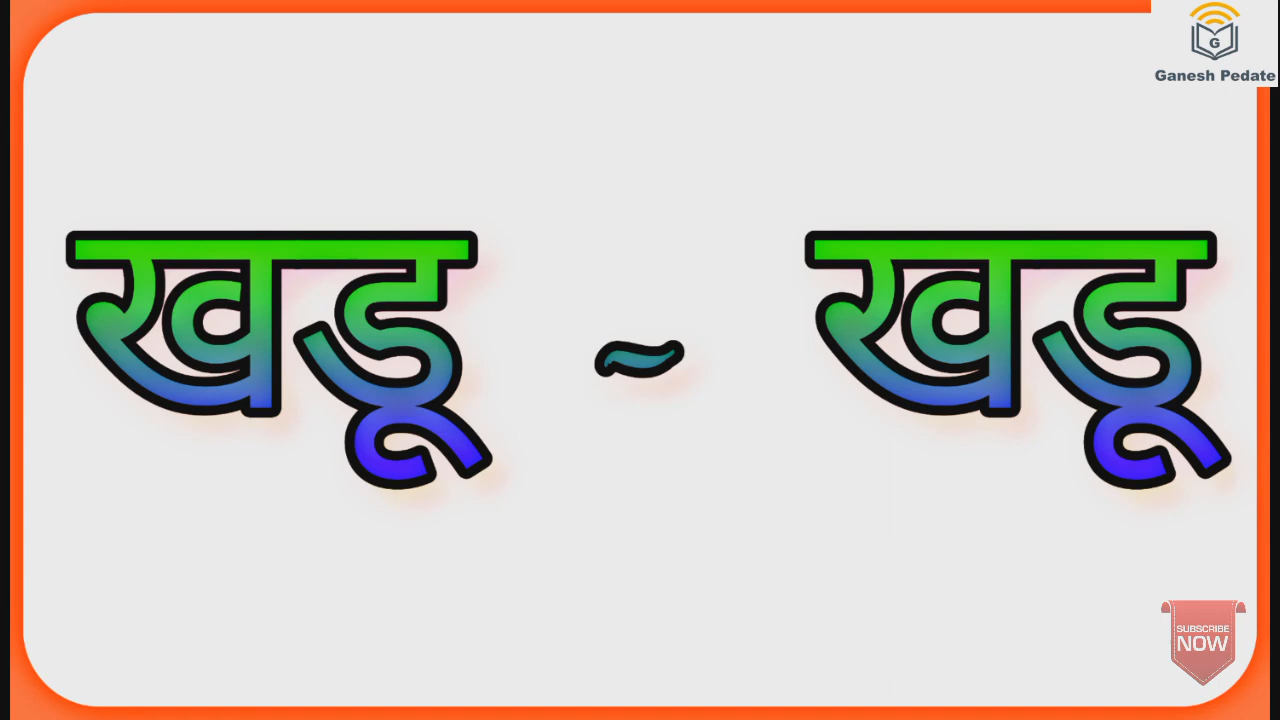 G
Ganesh Pedate
खडू ~ खडू
SUBSCRIBE
NOW